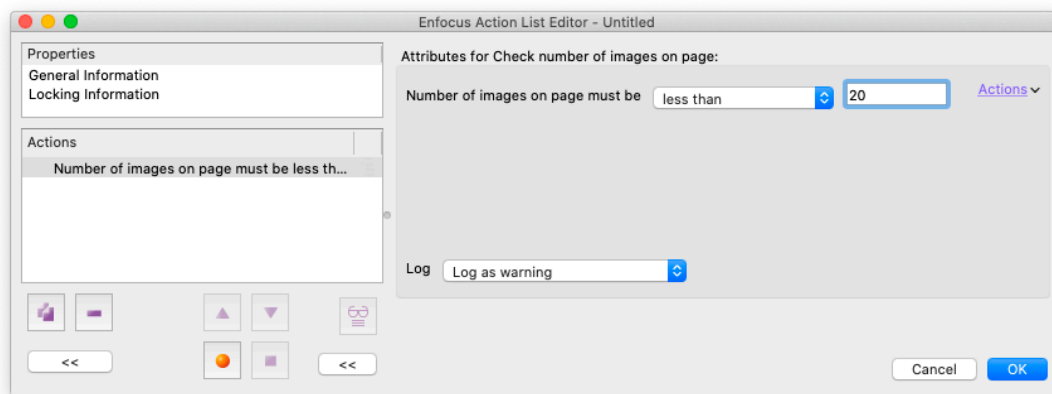 Enfocus Action List Editor - Untitled
Properties
General Information
Locking Information
Actions
Number of images on page must be less th...
<<
<<
Attributes for Check number of images on page:
Number of images on page must be less than 20 Actions
Log Log as warning
Cancel OK